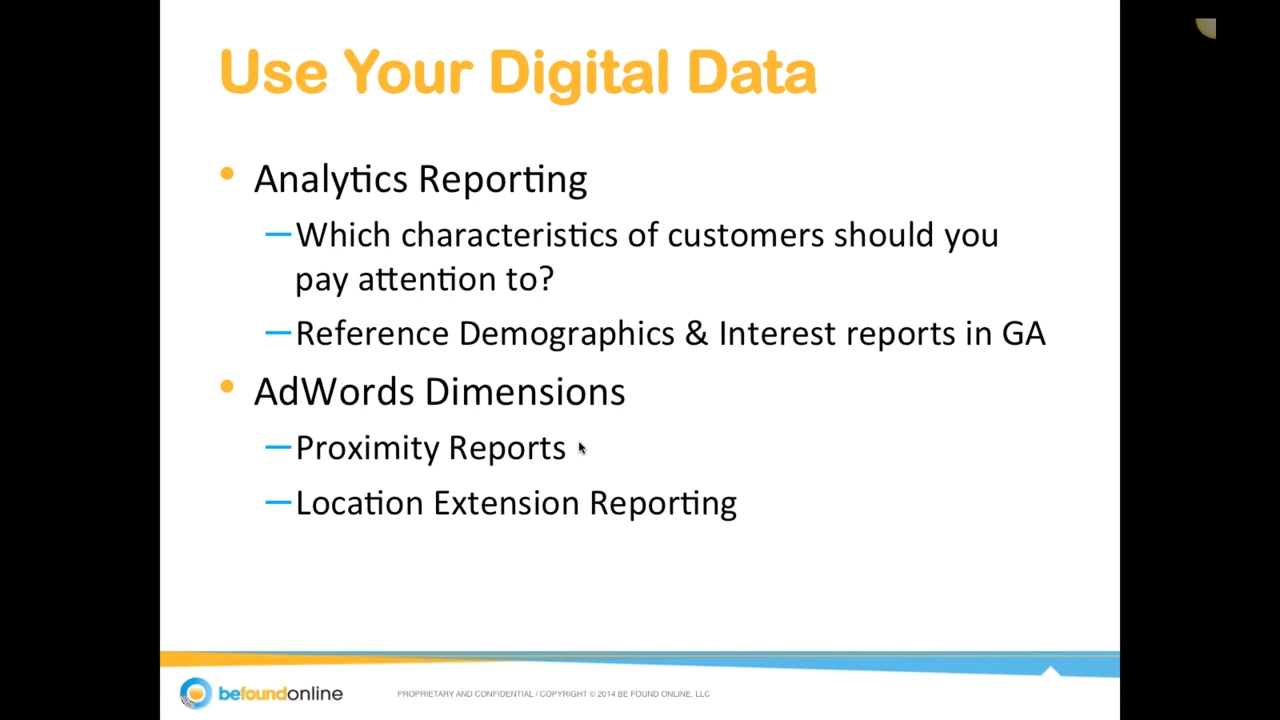 Use Your Digital Data
• Analytics Reporting
—Which characteristics of customers should you
pay attention to?
—Reference Demographics & Interest reports in GA
• AdWords Dimensions
—Proximity Reports
—Location Extension Reporting
befoundonline
PROPRIETARY AND CONFIDENTIAL / COPYRIGHT © 2014 BE FOUND ONLINE, LLC